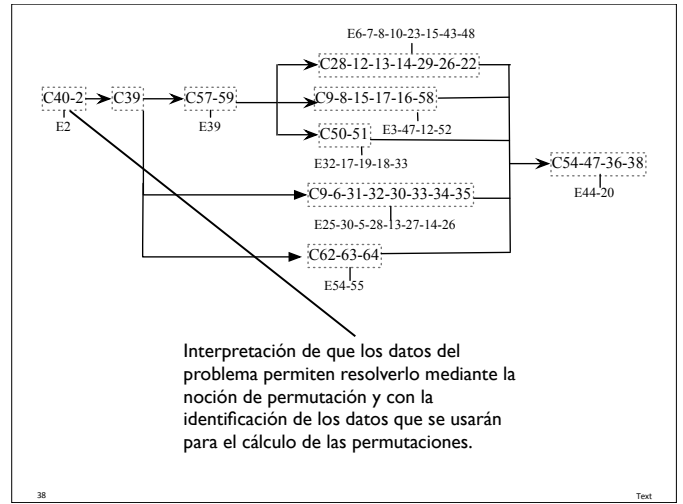 E6-7-8-10-23-15-43-48
C28-12-13-14-29-26-22
C40-2
C39
C57-59
C9-8-15-17-16-58
E2
E39
E3-47-12-52
C50-51
E32-17-19-18-33
C54-47-36-38
E44-20
C9-6-31-32-30-33-34-35
E25-30-5-28-13-27-14-26
C62-63-64
E54-55
Interpretación de que los datos del
problema permiten resolverlo mediante la
noción de permutación y con la
identificación de los datos que se usarán
para el cálculo de las permutaciones.
38
Text